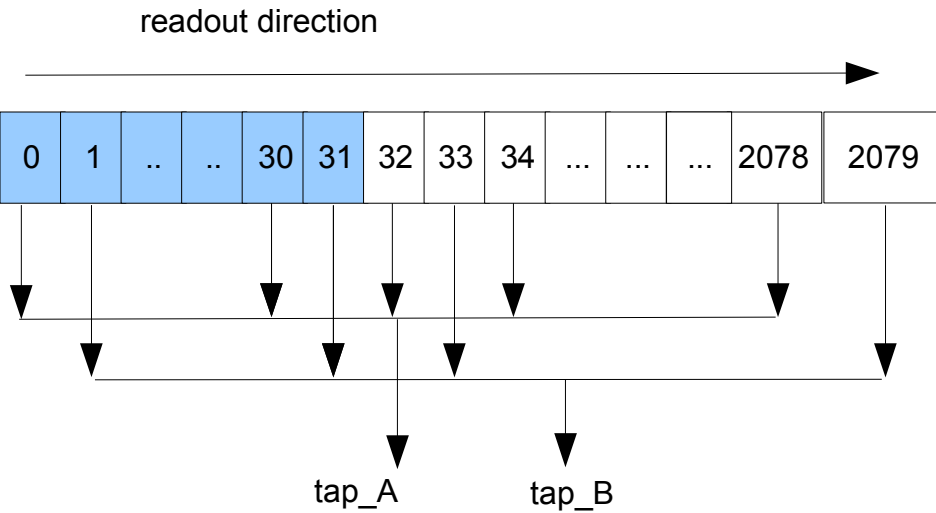 readout direction
0 1 .. .. 30 31 32 33 34 ... ... ... 2078 2079
tap_A tap_B